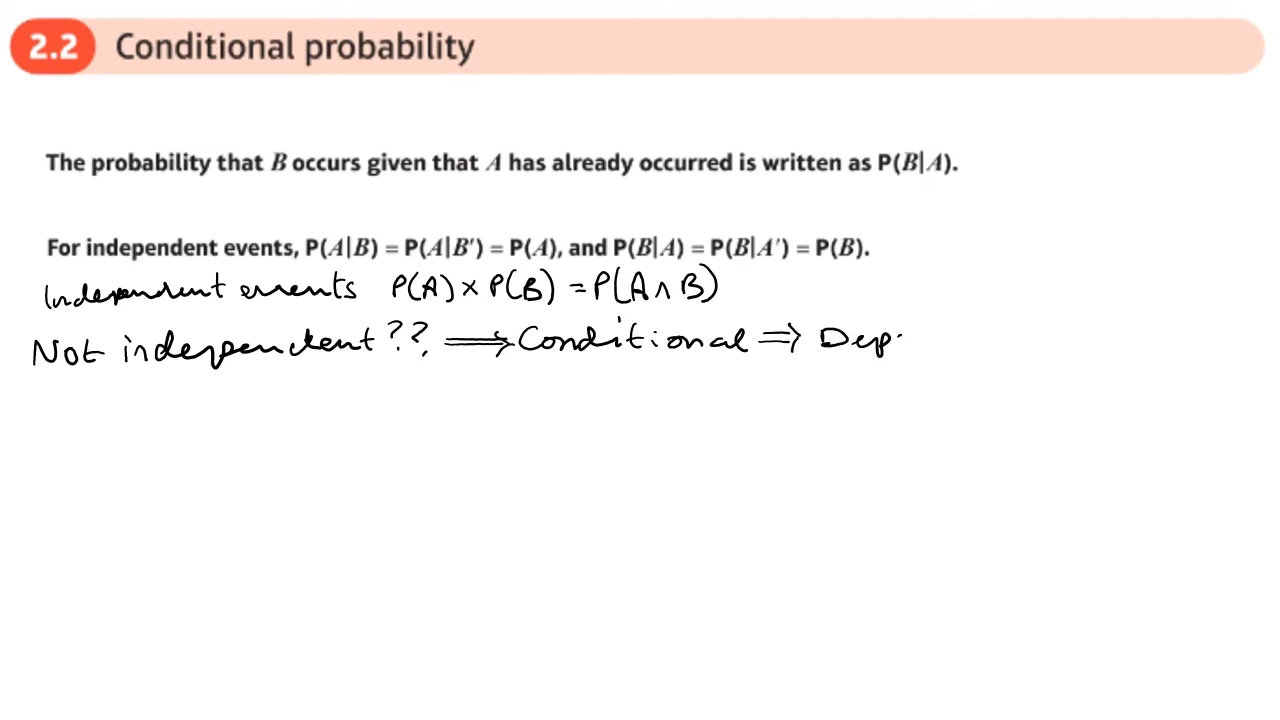 2.2 Conditional probability
The probability that B occurs given that A has already occurred is written as P(B|A).
For independent events, P(A|B) = P(A|B′) = P(A), and P(B|A) = P(B|A′) = P(B).
Independent events P(A) × P(B) = P(A ∩ B)
Not independent ??, ⟹ Conditional ⟹ Dep.